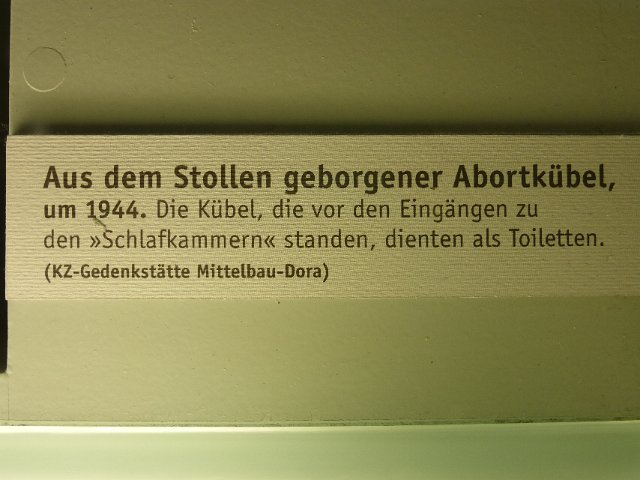 Aus dem Stollen geborgener Abortkübel,
um 1944. Die Kübel, die vor den Eingängen zu
den »Schlafkammern« standen, dienten als Toiletten.
(KZ-Gedenkstätte Mittelbau-Dora)